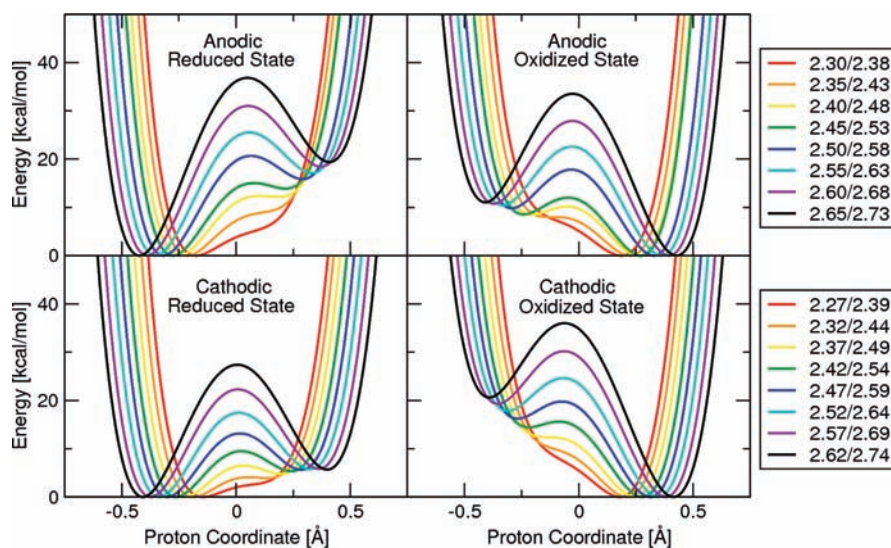 Anodic
Reduced State
Anodic
Oxidized State
Energy [kcal/mol]
40
20
0
2.30/2.38
2.35/2.43
2.40/2.48
2.45/2.53
2.50/2.58
2.55/2.63
2.60/2.68
2.65/2.73
Cathodic
Reduced State
Cathodic
Oxidized State
Energy [kcal/mol]
40
20
0
2.27/2.39
2.32/2.44
2.37/2.49
2.42/2.54
2.47/2.59
2.52/2.64
2.57/2.69
2.62/2.74
-0.5 0 0.5 -0.5 0 0.5
Proton Coordinate [Å] Proton Coordinate [Å]